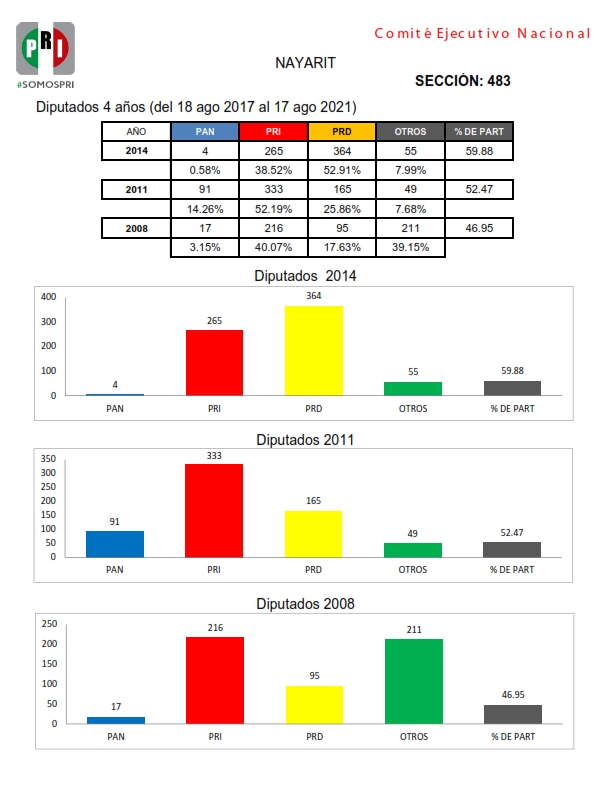 Comité Ejecutivo Nacional
PRI
#SOMOSPRI
NAYARIT
SECCIÓN: 483
Diputados 4 años (del 18 ago 2017 al 17 ago 2021)
AÑO PAN PRI PRD OTROS % DE PART
2014 4 265 364 55 59.88
0.58% 38.52% 52.91% 7.99%
2011 91 333 165 49 52.47
14.26% 52.19% 25.86% 7.68%
2008 17 216 95 211 46.95
3.15% 40.07% 17.63% 39.15%
Diputados 2014
400
300
200
100
0
4 265 364 55 59.88
PAN PRI PRD OTROS % DE PART
Diputados 2011
350
300
250
200
150
100
50
0
91 333 165 49 52.47
PAN PRI PRD OTROS % DE PART
Diputados 2008
250
200
150
100
50
0
17 216 95 211 46.95
PAN PRI PRD OTROS % DE PART